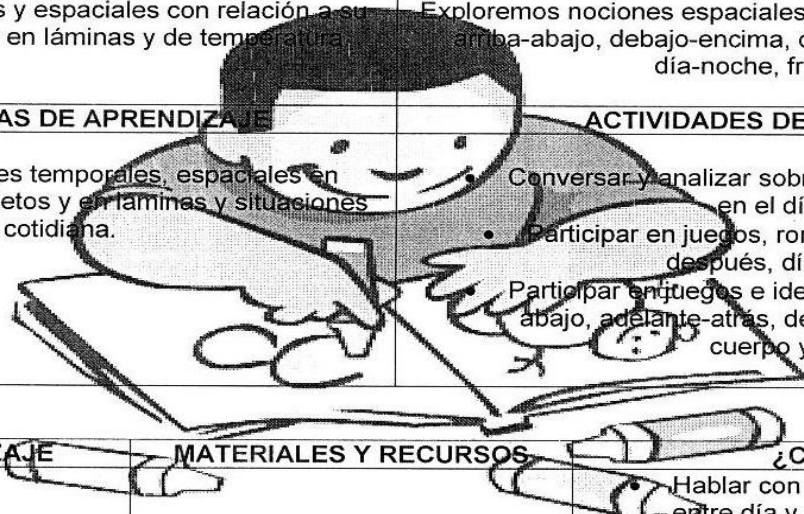 s y espaciales con relación a su
en láminas y de temperatura
Exploremos nociones espaciales
arriba-abajo, debajo-encima,
día-noche, fr
AS DE APRENDIZAJE
ACTIVIDADES DE
es temporales, espaciales en
etos y en láminas y situaciones
cotidiana.
• Conversar y analizar sobr
en el dí
• Participar en juegos, ron
después, dí
• Participar en juegos e ide
abajo, adelante-atrás, de
cuerpo y
ZAJE
MATERIALES Y RECURSOS
¿C
• Hablar con
entre día y